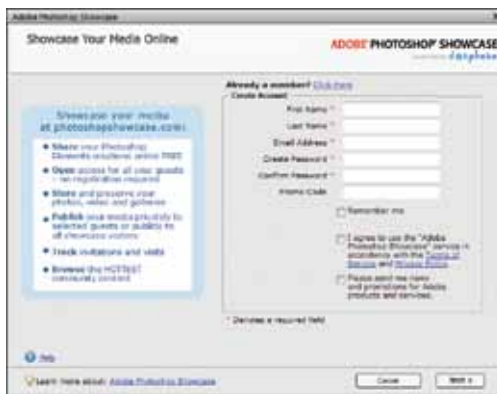 Adobe Photoshop Showcase
Showcase Your Media Online
ADOBE PHOTOSHOP SHOWCASE
Already a member? Click Here
Create Account
First Name *
Last Name *
Email Address *
Create Password *
Confirm Password *
Promo Code
Remember me
I agree to use the "Adobe
Photoshop Showcase" service in
accordance with the Terms of
Service and Privacy Policy.
Please send me news
and promotions for Adobe
products and services.
* Denotes a required field
Showcase your media
at photoshopshowcase.com:
• Share your Photoshop
Elements creations online FREE
• Open access for all your guests
- no registration required
• Store and preserve your
photos, video and galleries
• Publish your media privately to
selected guests or publicly to
all showcase visitors
• Track invitations and visits
• Browse the HOTTEST
community content
Help
Learn more about: Adobe Photoshop Showcase
Cancel
Next >